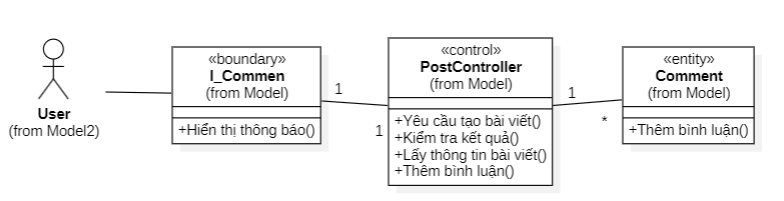 User
(from Model2)
«boundary»
I_Commen
(from Model)
+Hiển thị thông báo()
1
1
«control»
PostController
(from Model)
+Yêu cầu tạo bài viết()
+Kiểm tra kết quả()
+Lấy thông tin bài viết()
+Thêm bình luận()
1
*
«entity»
Comment
(from Model)
+Thêm bình luận()